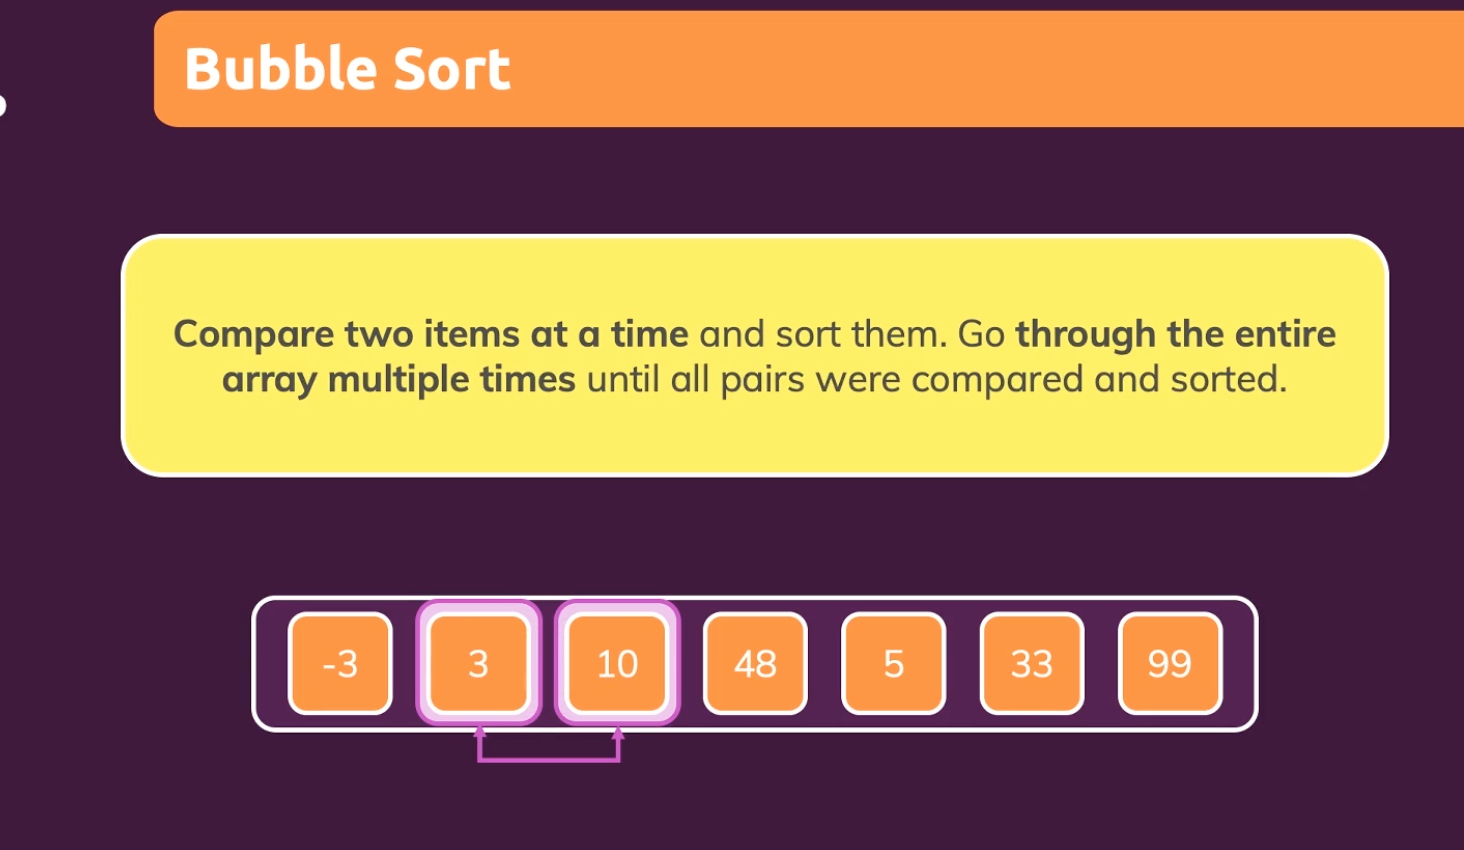 Bubble Sort
Compare two items at a time and sort them. Go through the entire
array multiple times until all pairs were compared and sorted.
-3 3 10 48 5 33 99